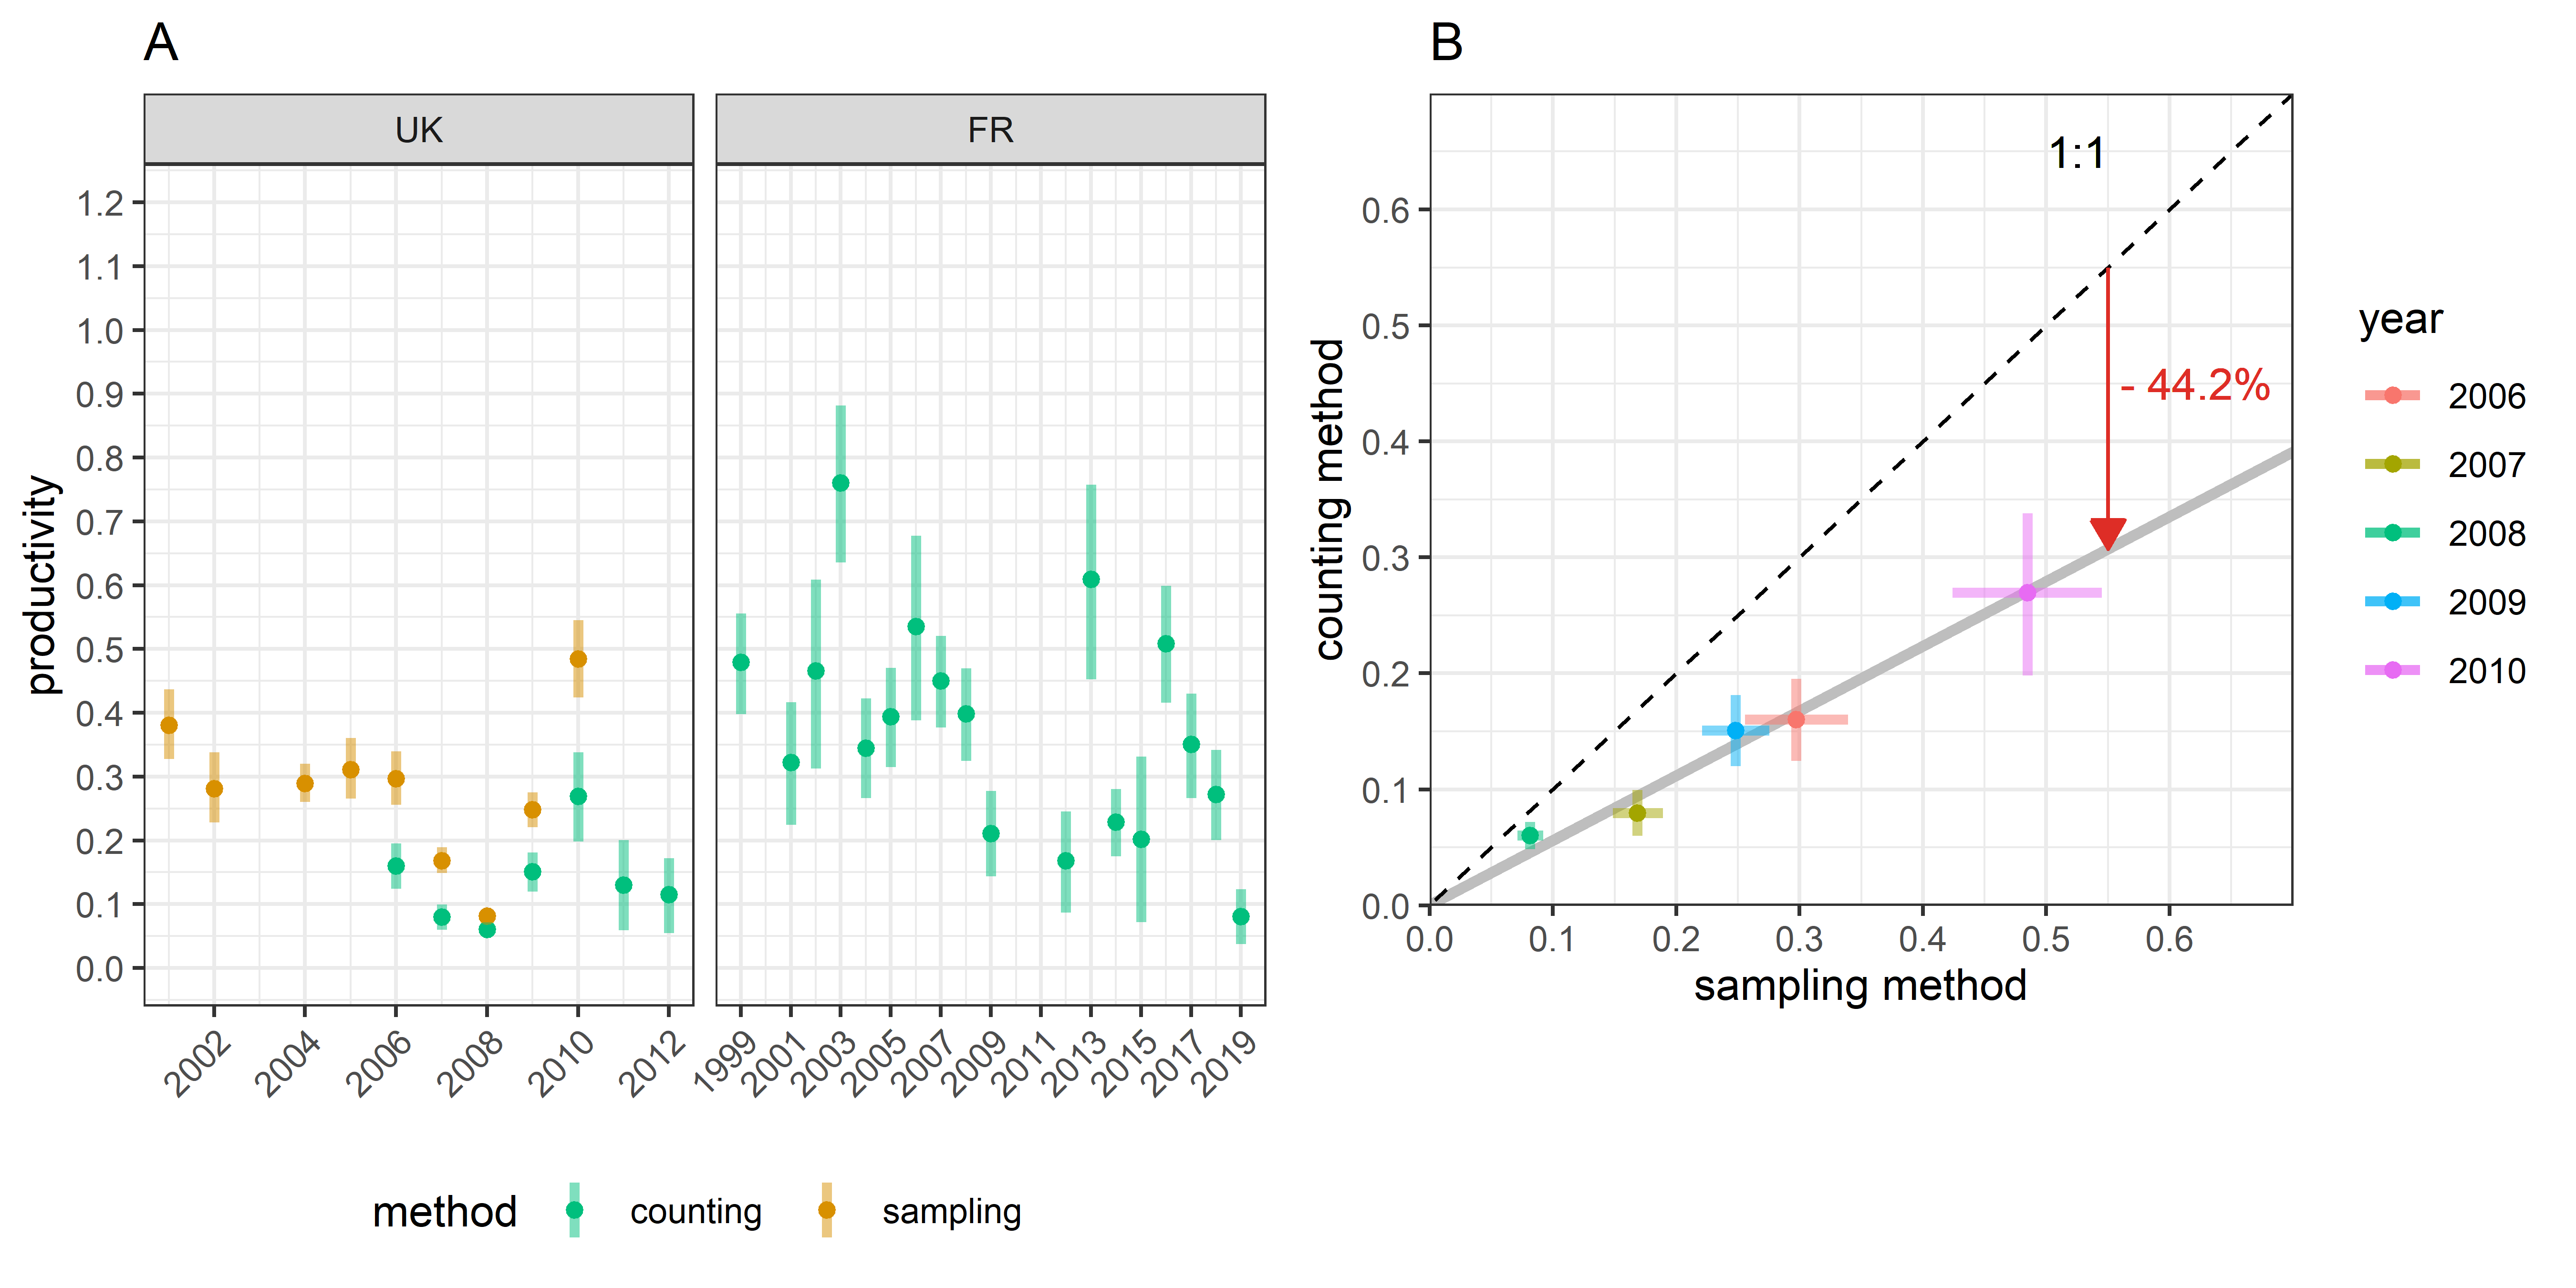 A
UK
FR
productivity
1.2
1.1
1.0
0.9
0.8
0.7
0.6
0.5
0.4
0.3
0.2
0.1
0.0
2002 2004 2006 2008 2010 2012
1999 2001 2003 2005 2007 2009 2011 2013 2015 2017 2019
method counting sampling
B
counting method
0.6
0.5
0.4
0.3
0.2
0.1
0.0
1:1
- 44.2%
0.0 0.1 0.2 0.3 0.4 0.5 0.6
sampling method
year
2006
2007
2008
2009
2010